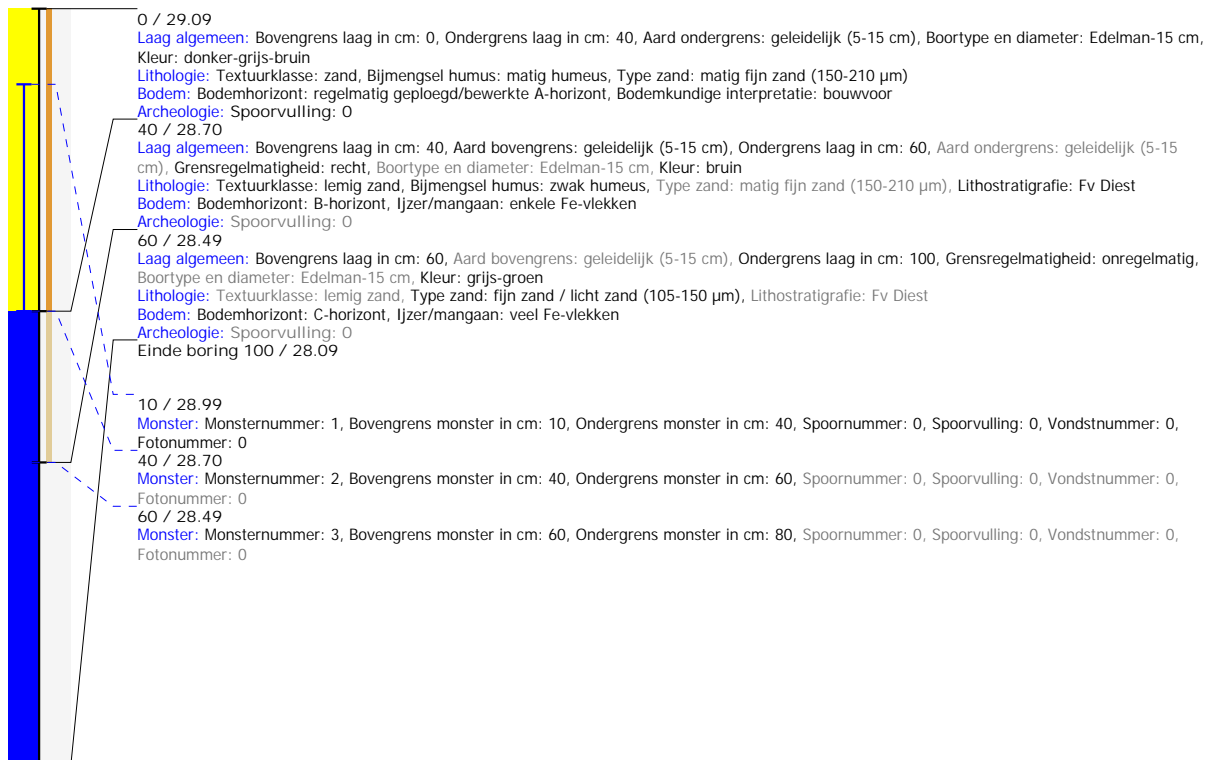 0 / 29.09
Laag algemeen: Bovengrens laag in cm: 0, Ondergrens laag in cm: 40, Aard ondergrens: geleidelijk (5-15 cm), Boortype en diameter: Edelman-15 cm,
Kleur: donker-grijs-bruin
Lithologie: Textuurklasse: zand, Bijmengsel humus: matig humeus, Type zand: matig fijn zand (150-210 µm)
Bodem: Bodemhorizont: regelmatig geploegd/bewerkte A-horizont, Bodemkundige interpretatie: bouwvoor
Archeologie: Spoorvulling: 0
40 / 28.70
Laag algemeen: Bovengrens laag in cm: 40, Aard bovengrens: geleidelijk (5-15 cm), Ondergrens laag in cm: 60, Aard ondergrens: geleidelijk (5-15
cm), Grensregelmatigheid: recht, Boortype en diameter: Edelman-15 cm, Kleur: bruin
Lithologie: Textuurklasse: lemig zand, Bijmengsel humus: zwak humeus, Type zand: matig fijn zand (150-210 µm), Lithostratigrafie: Fv Diest
Bodem: Bodemhorizont: B-horizont, Ijzer/mangaan: enkele Fe-vlekken
Archeologie: Spoorvulling: 0
60 / 28.49
Laag algemeen: Bovengrens laag in cm: 60, Aard bovengrens: geleidelijk (5-15 cm), Ondergrens laag in cm: 100, Grensregelmatigheid: onregelmatig,
Boortype en diameter: Edelman-15 cm, Kleur: grijs-groen
Lithologie: Textuurklasse: lemig zand, Type zand: fijn zand / licht zand (105-150 µm), Lithostratigrafie: Fv Diest
Bodem: Bodemhorizont: C-horizont, Ijzer/mangaan: veel Fe-vlekken
Archeologie: Spoorvulling: 0
Einde boring 100 / 28.09
10 / 28.99
Monster: Monsternummer: 1, Bovengrens monster in cm: 10, Ondergrens monster in cm: 40, Spoornummer: 0, Spoorvulling: 0, Vondstnummer: 0,
Fotonummer: 0
40 / 28.70
Monster: Monsternummer: 2, Bovengrens monster in cm: 40, Ondergrens monster in cm: 60, Spoornummer: 0, Spoorvulling: 0, Vondstnummer: 0,
Fotonummer: 0
60 / 28.49
Monster: Monsternummer: 3, Bovengrens monster in cm: 60, Ondergrens monster in cm: 80, Spoornummer: 0, Spoorvulling: 0, Vondstnummer: 0,
Fotonummer: 0